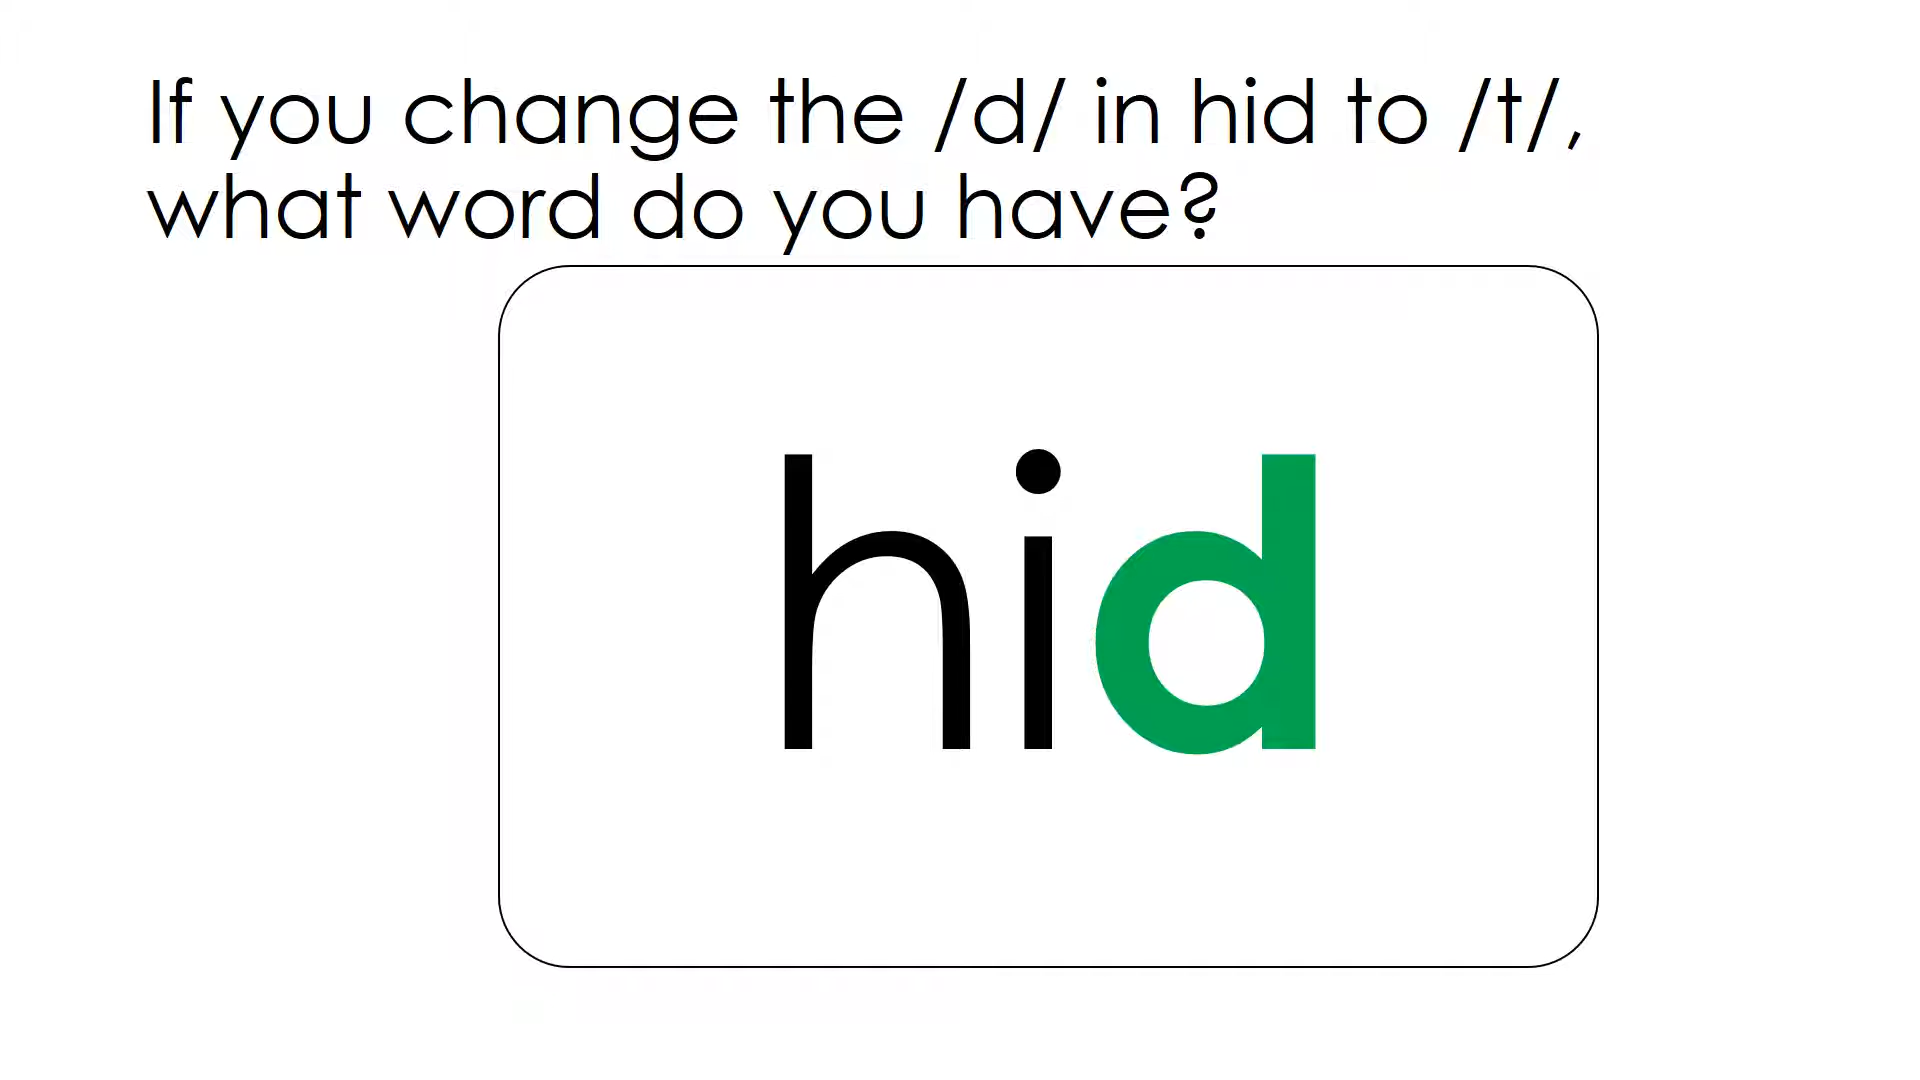 If you change the /d/ in hid to /t/,
what word do you have?
hid